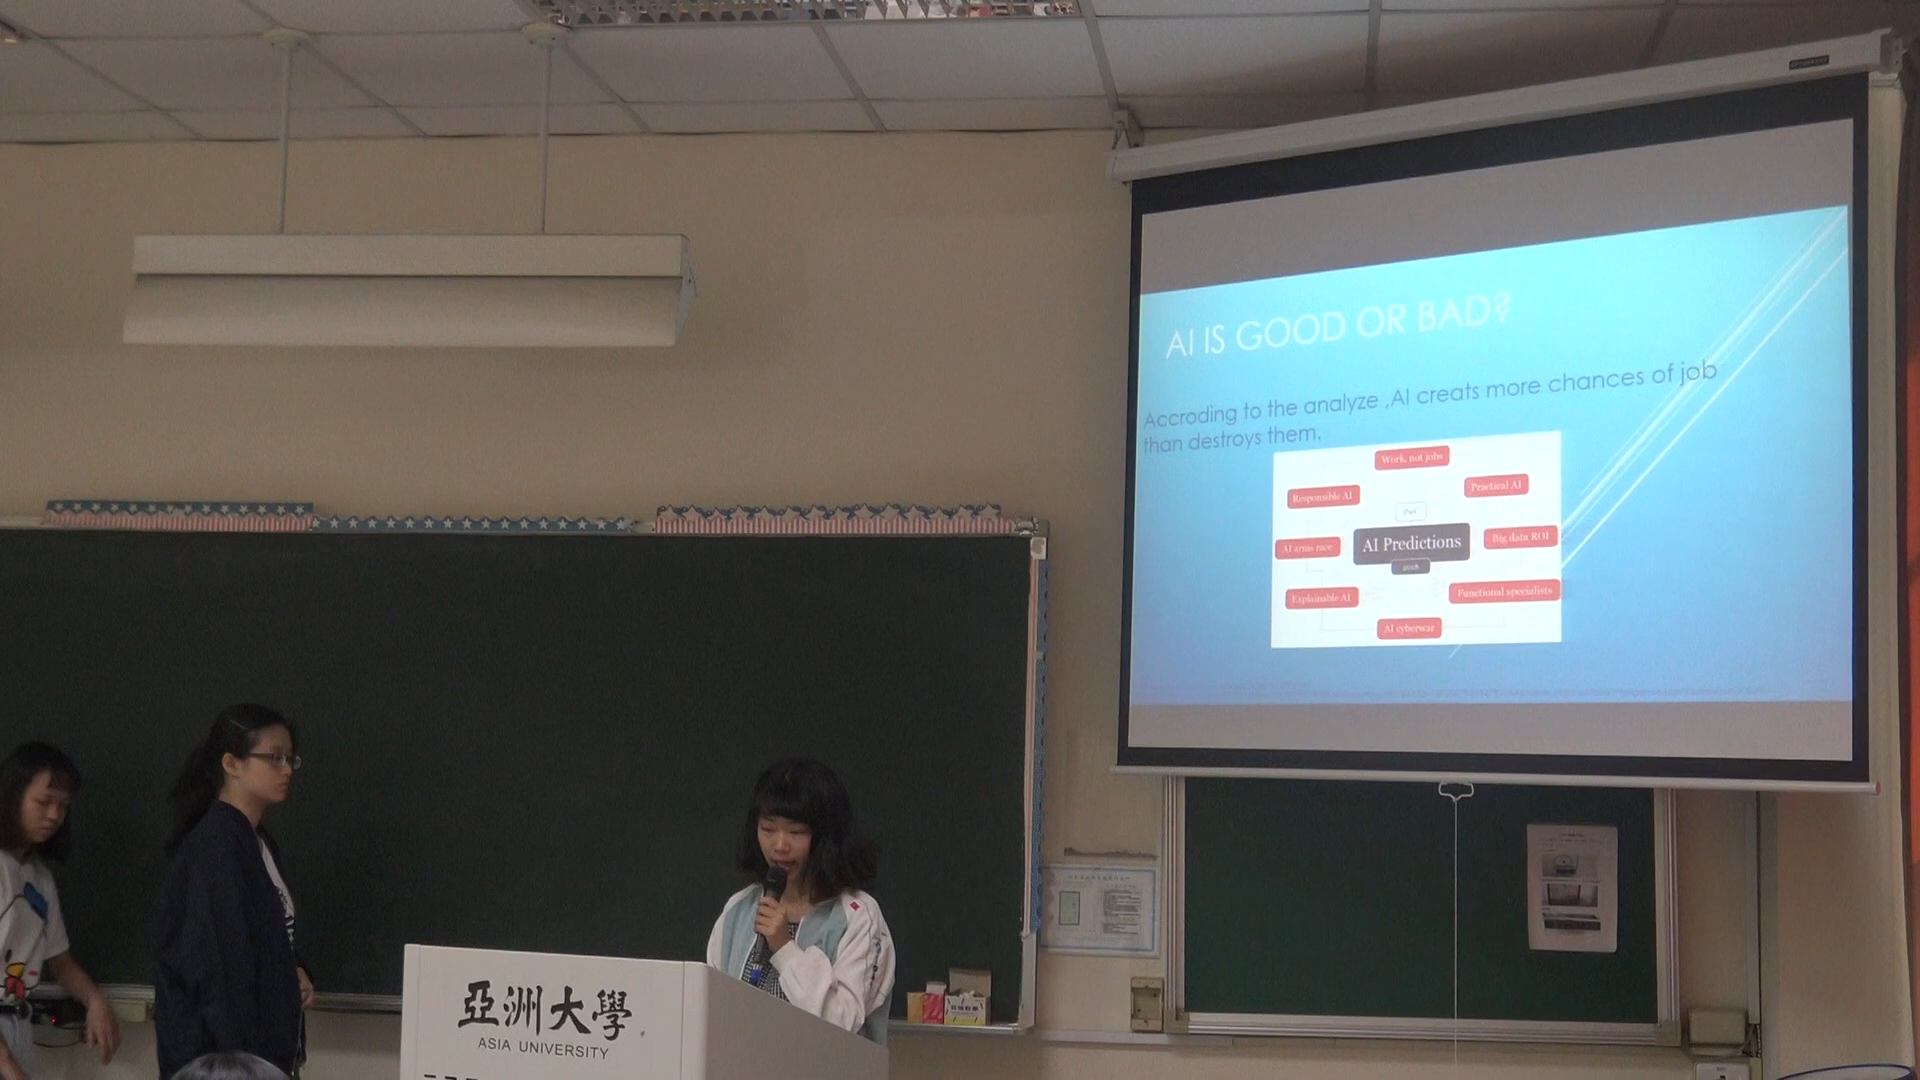 AI IS GOOD OR BAD?
Accroding to the analyze ,AI creats more chances of job
than destroys them.
Work, not jobs
Responsible AI
Practical AI
PwC
AI arms race
AI Predictions
Big data ROI
2018
Explainable AI
Functional specialists
AI cyberwar
亞洲大學
ASIA UNIVERSITY